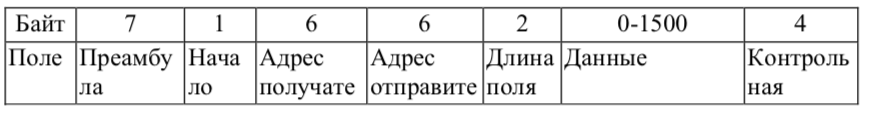 Байт 7 1 6 6 2 0-1500 4
Поле Преамбу Нача Адрес Адрес Длина Данные Контроль
ла ло получате отправите поля ная